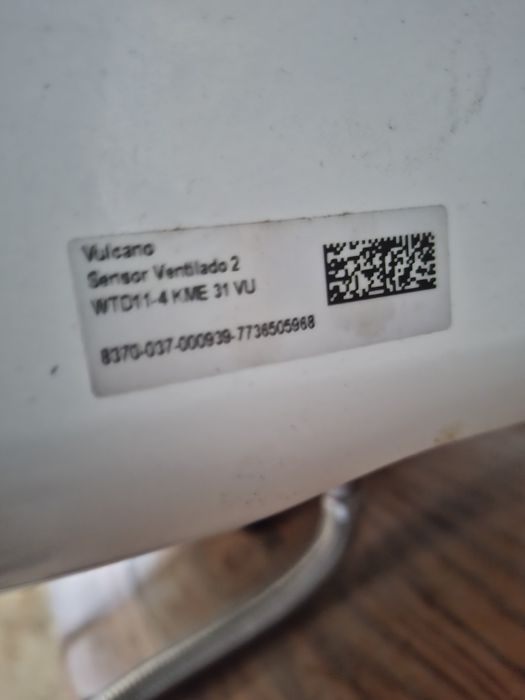 Vulcano
Sensor Ventilado 2
WTD11-4 KME 31 VU
8370-037-000939-7736505968